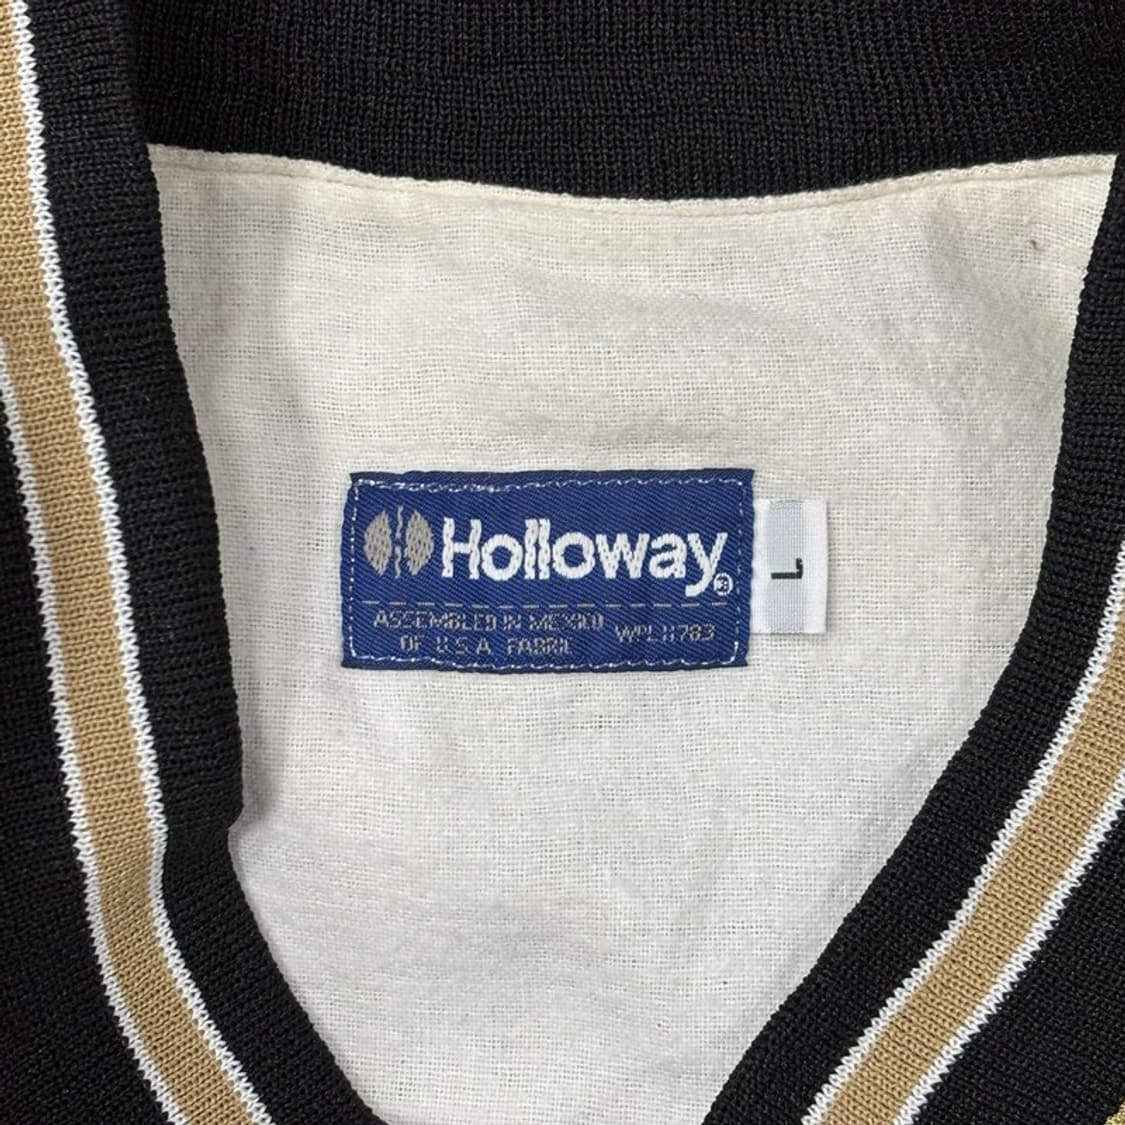 Holloway®
ASSEMBLED IN MEXICO
OF U.S.A. FABRIC
WPL 11783
L